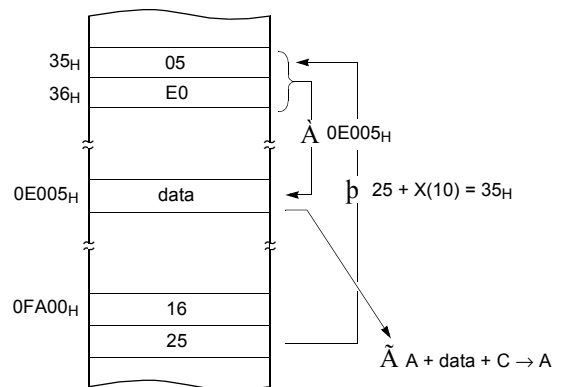 35H 05
36H E0
À 0E005H
0E005H data
þ 25 + X(10) = 35H
0FA00H 16
25
Ã A + data + C → A